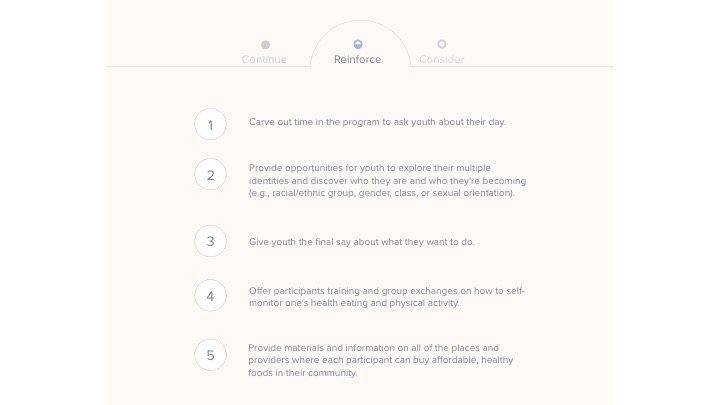 Continue
Reinforce
Consider
1
Carve out time in the program to ask youth about their day.
2
Provide opportunities for youth to explore their multiple
identities and discover who they are and who they're becoming
(e.g., racial/ethnic group, gender, class, or sexual orientation).
3
Give youth the final say about what they want to do.
4
Offer participants training and group exchanges on how to self-
monitor one's health eating and physical activity.
5
Provide materials and information on all of the places and
providers where each participant can buy affordable, healthy
foods in their community.